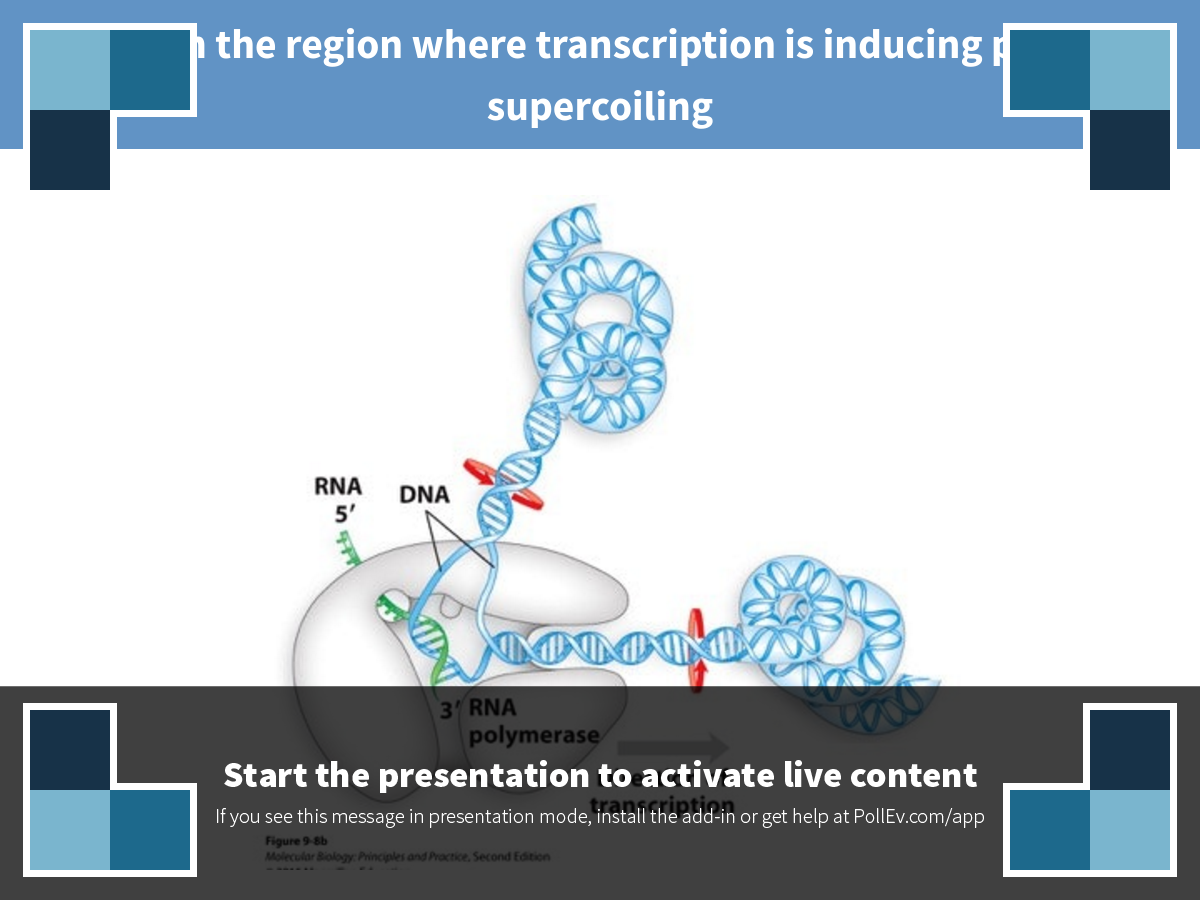 the region where transcription is inducing
supercoiling
RNA
5'
DNA
3' RNA
polymerase
transcription
Start the presentation to activate live content
If you see this message in presentation mode, install the add-in or get help at PollEv.com/app
Figure 9-8b
Molecular Biology: Principles and Practice, Second Edition